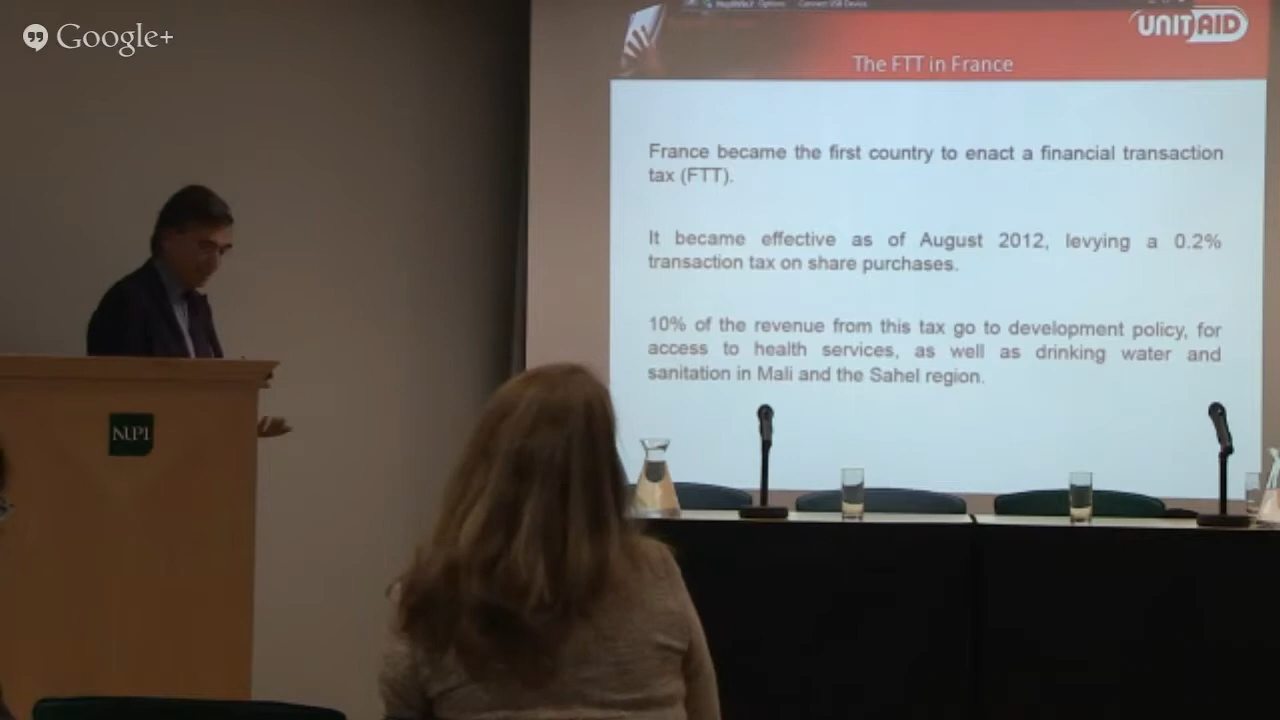 Google+
UNITAID
The FTT in France
France became the first country to enact a financial transaction
tax (FTT).
It became effective as of August 2012, levying a 0.2%
transaction tax on share purchases.
10% of the revenue from this tax go to development policy, for
access to health services, as well as drinking water and
sanitation in Mali and the Sahel region.
NUPI